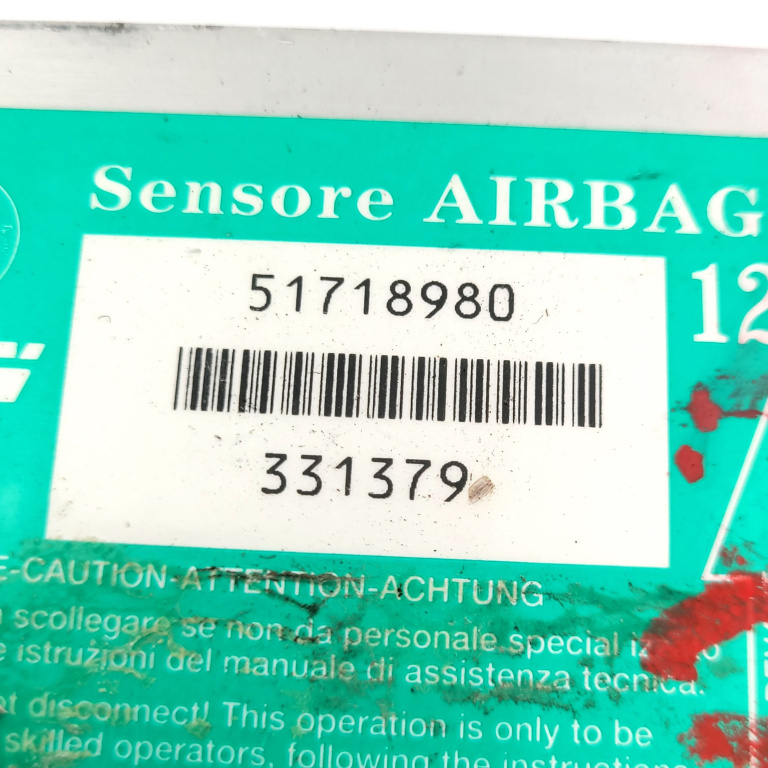 Sensore AIRBAG
51718980
12
331379
-CAUTION-ATTENTION-ACHTUNG
scollegare se non da personale
istruzioni del manuale di assistenza tecnica.
disconnect! This operation is only to be
skilled operators, following the instructions